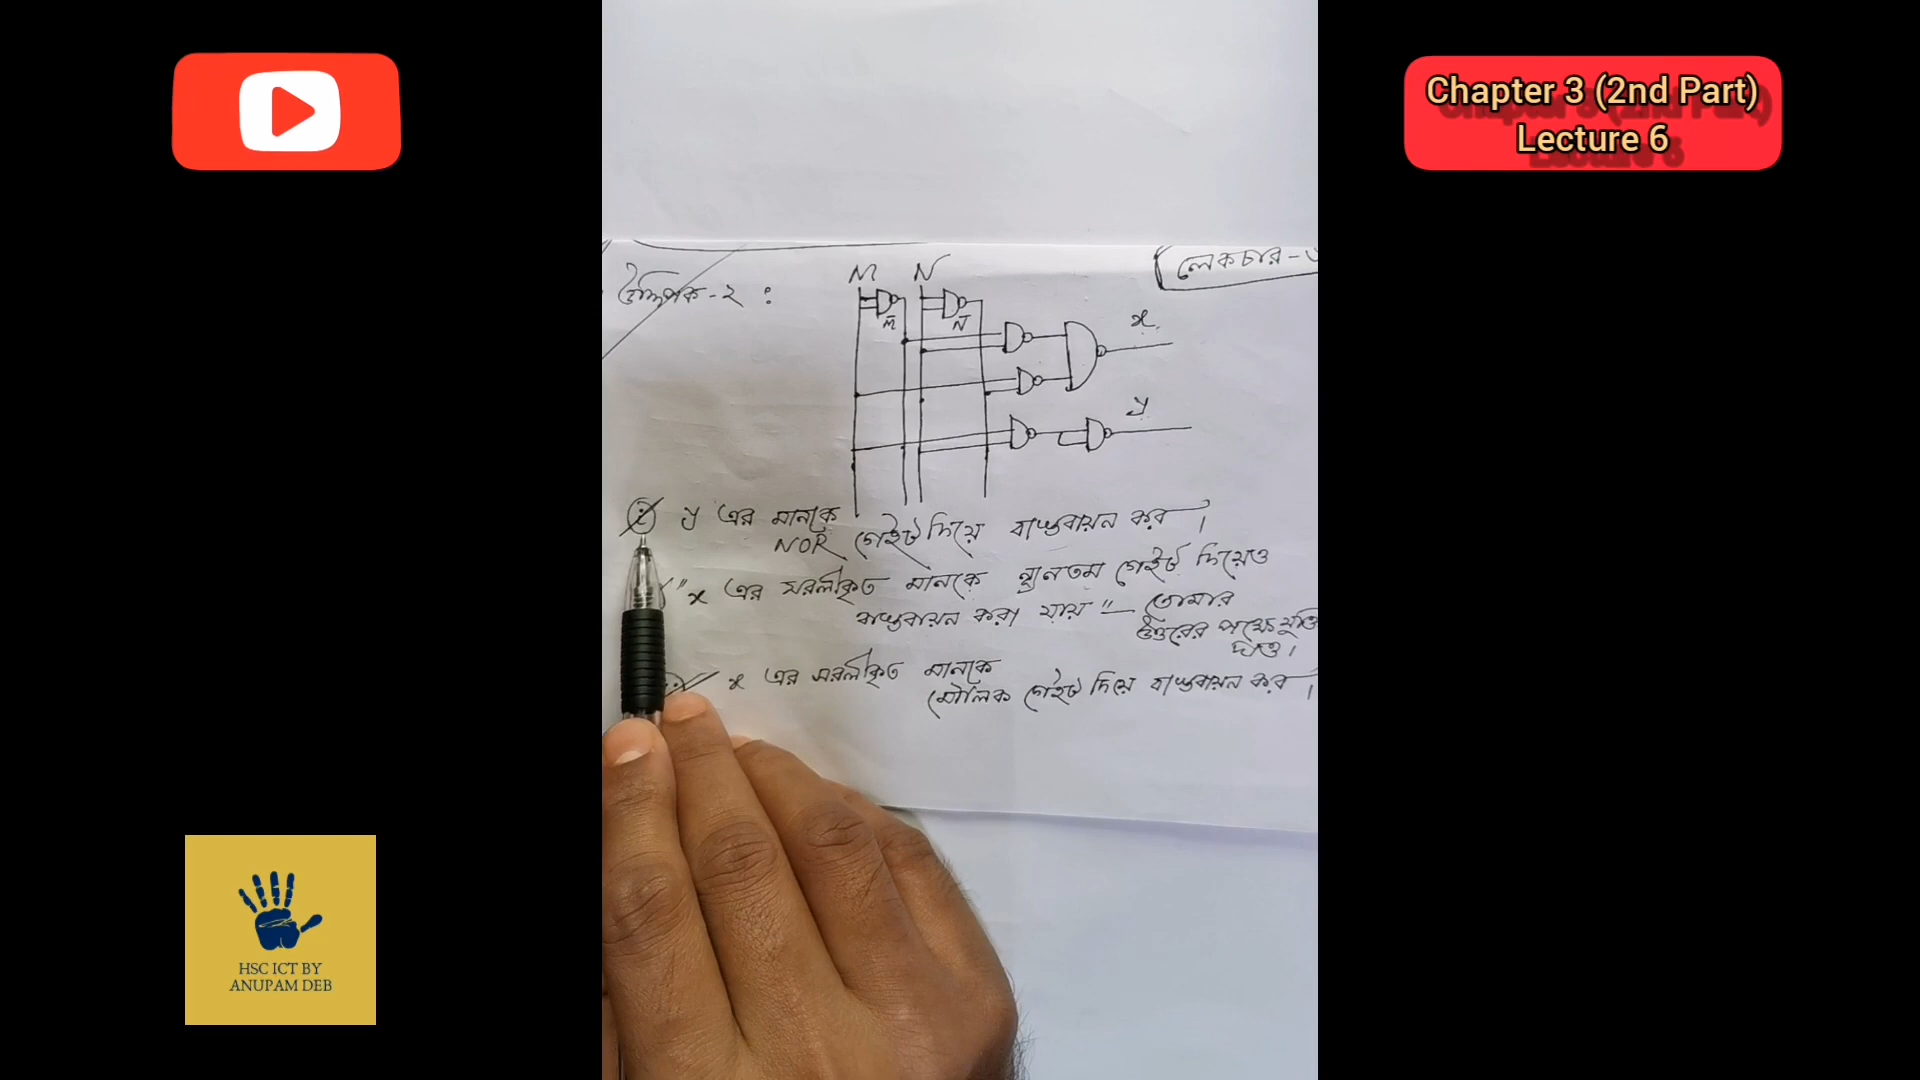 Chapter 3 (2nd Part)
Lecture 6
লেকচার-
উদ্দীপক-২ :
M N
M̅ N̅
x
y
i y এর মানকে
NOR গেইট দিয়ে বাস্তবায়ন কর।
"x এর সরলীকৃত মানকে ন্যূনতম গেইট দিয়েও
বাস্তবায়ন করা যায়" — তোমার
উত্তরের পক্ষে যুক্তি
দাও।
x এর সরলীকৃত মানকে
মৌলিক গেইট দিয়ে বাস্তবায়ন কর।
HSC ICT BY
ANUPAM DEB